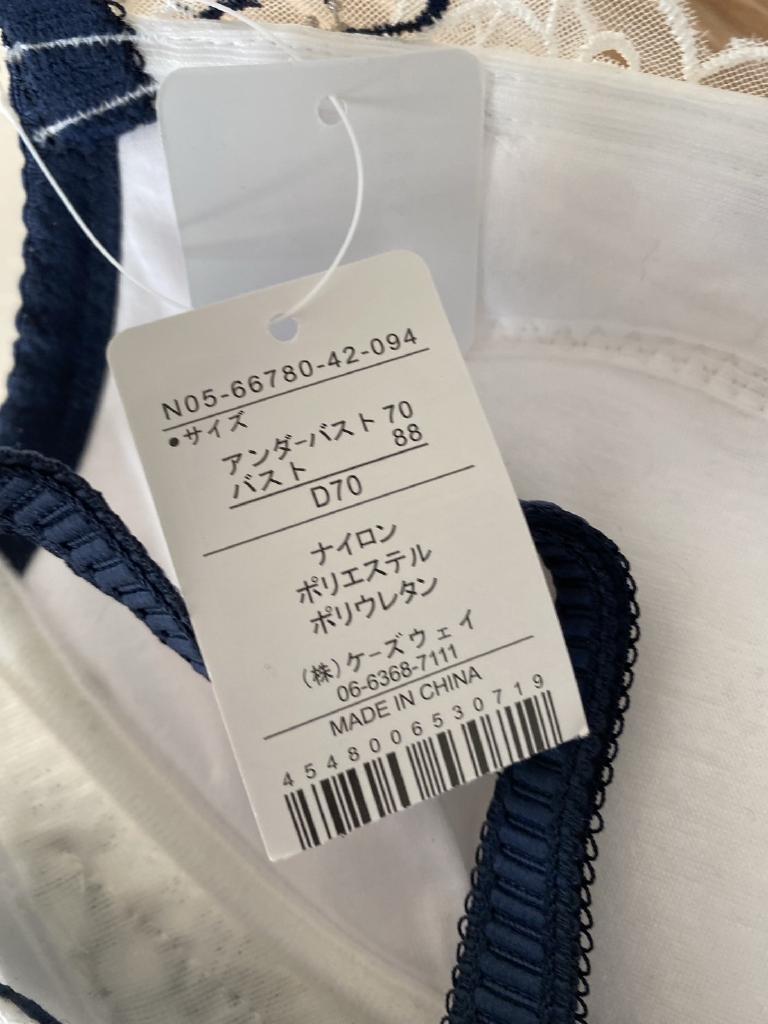 N05-66780-42-094
●サイズ
アンダーバスト 70
バスト 88
D70
ナイロン
ポリエステル
ポリウレタン
(株)ケーズウェイ
06-6368-7111
MADE IN CHINA
4548006530719